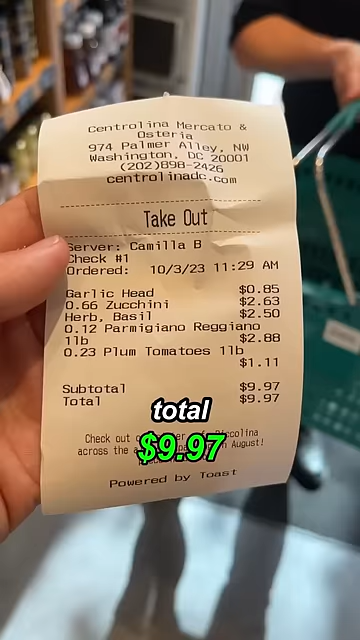 Centrolina Mercato &
Osteria
974 Palmer Alley, NW
Washington, DC 20001
(202)898-2426
centrolinadc.com
Take Out
Server: Camilla B
Check #1
Ordered: 10/3/23 11:29 AM
Garlic Head $0.85
0.66 Zucchini $2.63
Herb, Basil $2.50
0.12 Parmigiano Reggiano
1lb $2.88
0.23 Plum Tomatoes 1lb
$1.11
Subtotal $9.97
Total $9.97
total
$9.97
Check out Piccolina
across the August!
Powered by Toast